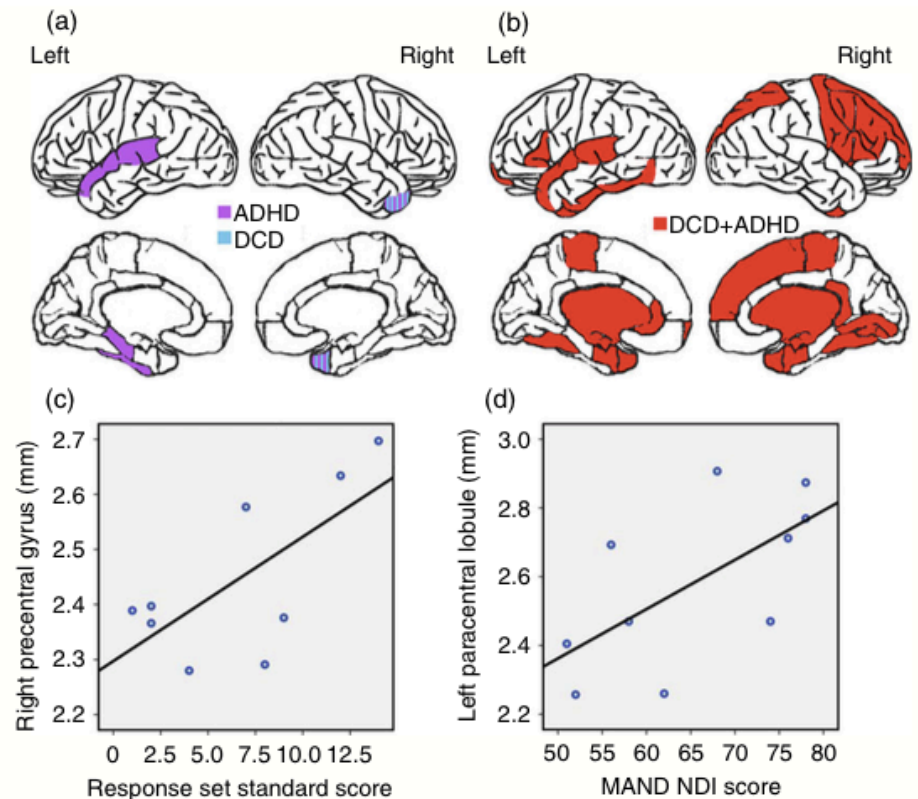 (a)
Left
Right
ADHD
DCD
(b)
Left
Right
DCD+ADHD
(c)
Right precentral gyrus (mm)
2.7
2.6
2.5
2.4
2.3
2.2
0 2.5 5.0 7.5 10.0 12.5
Response set standard score
(d)
Left paracentral lobule (mm)
3.0
2.8
2.6
2.4
2.2
50 55 60 65 70 75 80
MAND NDI score